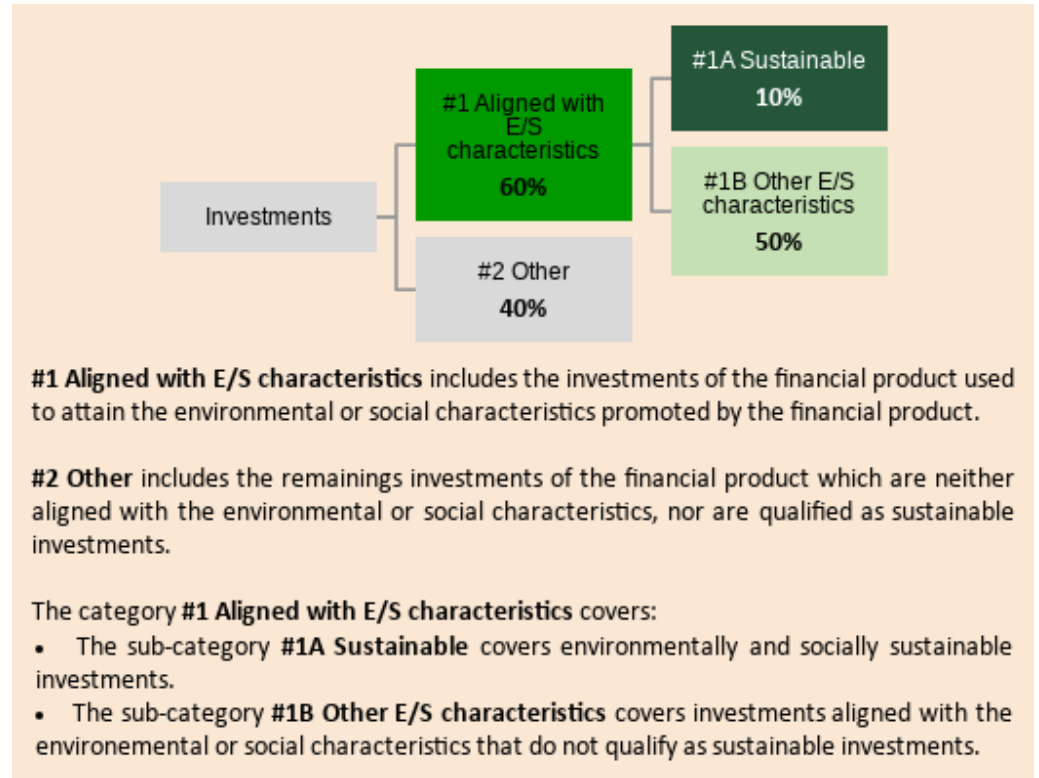 #1A Sustainable
10%
#1 Aligned with
E/S
characteristics
60%
#1B Other E/S
characteristics
50%
Investments
#2 Other
40%
#1 Aligned with E/S characteristics includes the investments of the financial product used
to attain the environmental or social characteristics promoted by the financial product.
#2 Other includes the remainings investments of the financial product which are neither
aligned with the environmental or social characteristics, nor are qualified as sustainable
investments.
The category #1 Aligned with E/S characteristics covers:
• The sub-category #1A Sustainable covers environmentally and socially sustainable
investments.
• The sub-category #1B Other E/S characteristics covers investments aligned with the
environemental or social characteristics that do not qualify as sustainable investments.